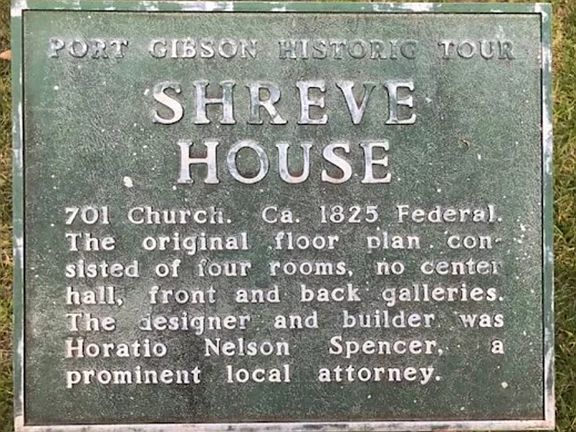 PORT GIBSON HISTORIC TOUR
SHREVE
HOUSE
701 Church. Ca. 1825 Federal.
The original floor plan con-
sisted of four rooms, no center
hall, front and back galleries.
The designer and builder was
Horatio Nelson Spencer, a
prominent local attorney.